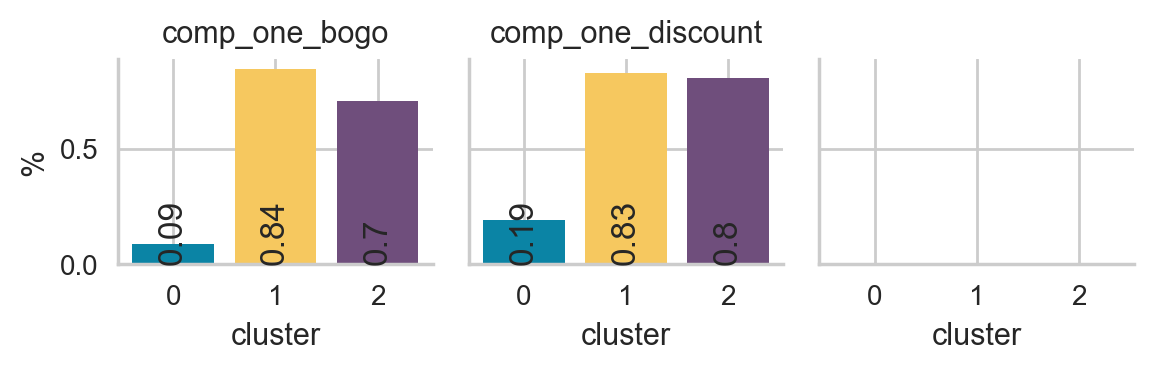 comp_one_bogo
comp_one_discount
%
0.5
0.0
0.09
0.84
0.7
0.19
0.83
0.8
0 1 2
0 1 2
0 1 2
cluster
cluster
cluster